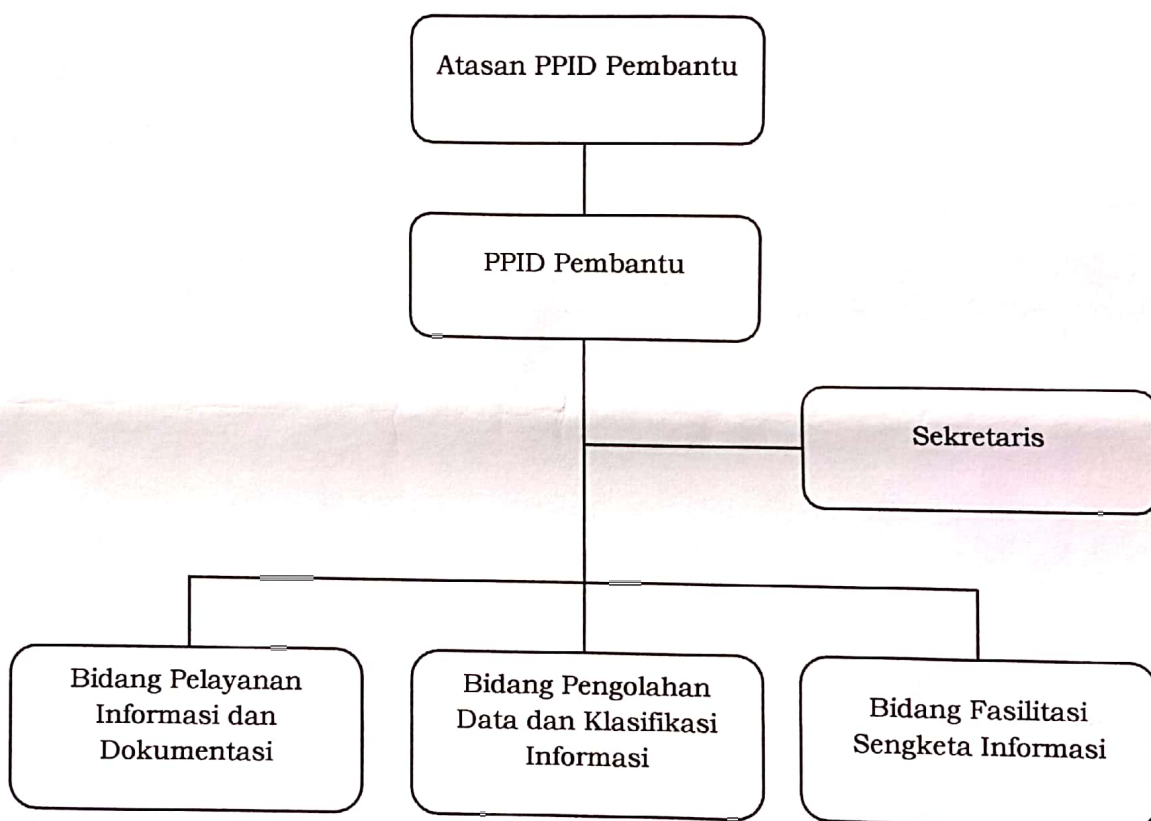 Atasan PPID Pembantu
PPID Pembantu
Sekretaris
Bidang Pelayanan
Informasi dan
Dokumentasi
Bidang Pengolahan
Data dan Klasifikasi
Informasi
Bidang Fasilitasi
Sengketa Informasi